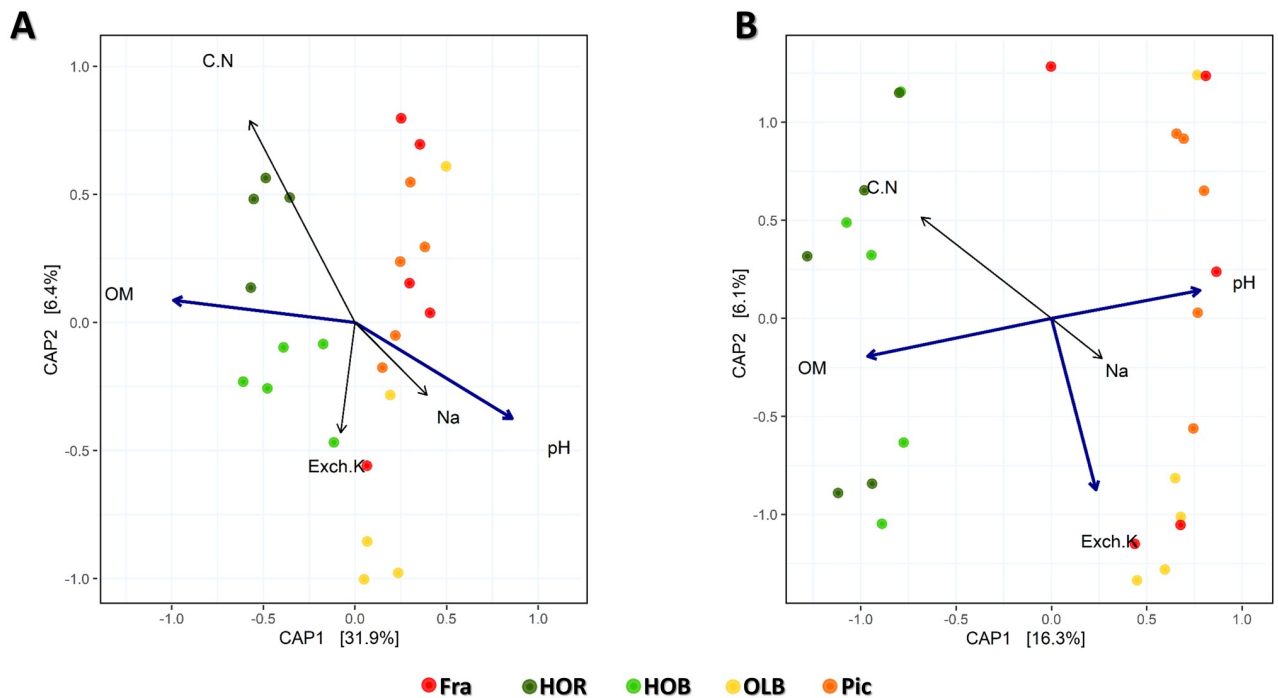 A
C.N
OM
Na
pH
Exch.K
1.0
0.5
0.0
-0.5
-1.0
CAP2 [6.4%]
-1.0
-0.5
0.0
0.5
1.0
CAP1 [31.9%]
B
C.N
pH
OM
Na
Exch.K
1.0
0.5
0.0
-0.5
-1.0
CAP2 [6.1%]
-1.0
-0.5
0.0
0.5
1.0
CAP1 [16.3%]
Fra HOR HOB OLB Pic